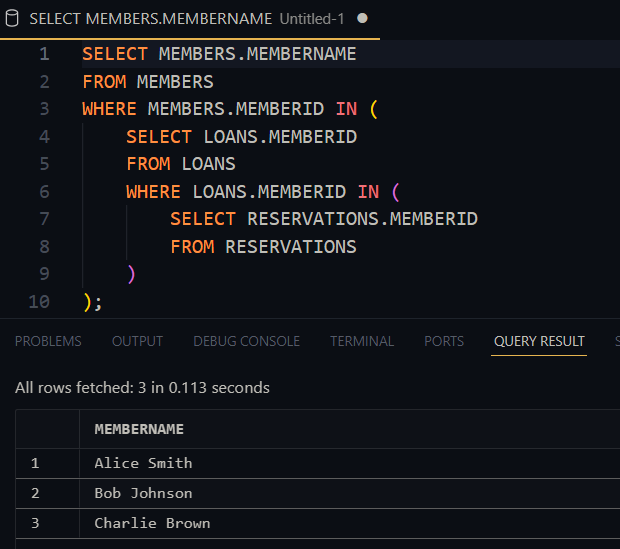 SELECT MEMBERS.MEMBERNAME Untitled-1
1 SELECT MEMBERS.MEMBERNAME
2 FROM MEMBERS
3 WHERE MEMBERS.MEMBERID IN (
4 SELECT LOANS.MEMBERID
5 FROM LOANS
6 WHERE LOANS.MEMBERID IN (
7 SELECT RESERVATIONS.MEMBERID
8 FROM RESERVATIONS
9 )
10 );
PROBLEMS OUTPUT DEBUG CONSOLE TERMINAL PORTS QUERY RESULT
All rows fetched: 3 in 0.113 seconds
MEMBERNAME
1 Alice Smith
2 Bob Johnson
3 Charlie Brown